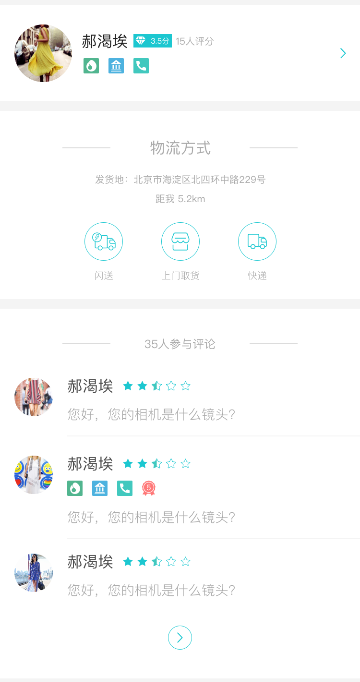 郝渴埃 3.5分 15人评分
物流方式
发货地：北京市海淀区北四环中路229号
距我 5.2km
闪送 上门取货 快递
35人参与评论
郝渴埃
您好，您的相机是什么镜头？
郝渴埃
5
您好，您的相机是什么镜头？
郝渴埃
您好，您的相机是什么镜头？